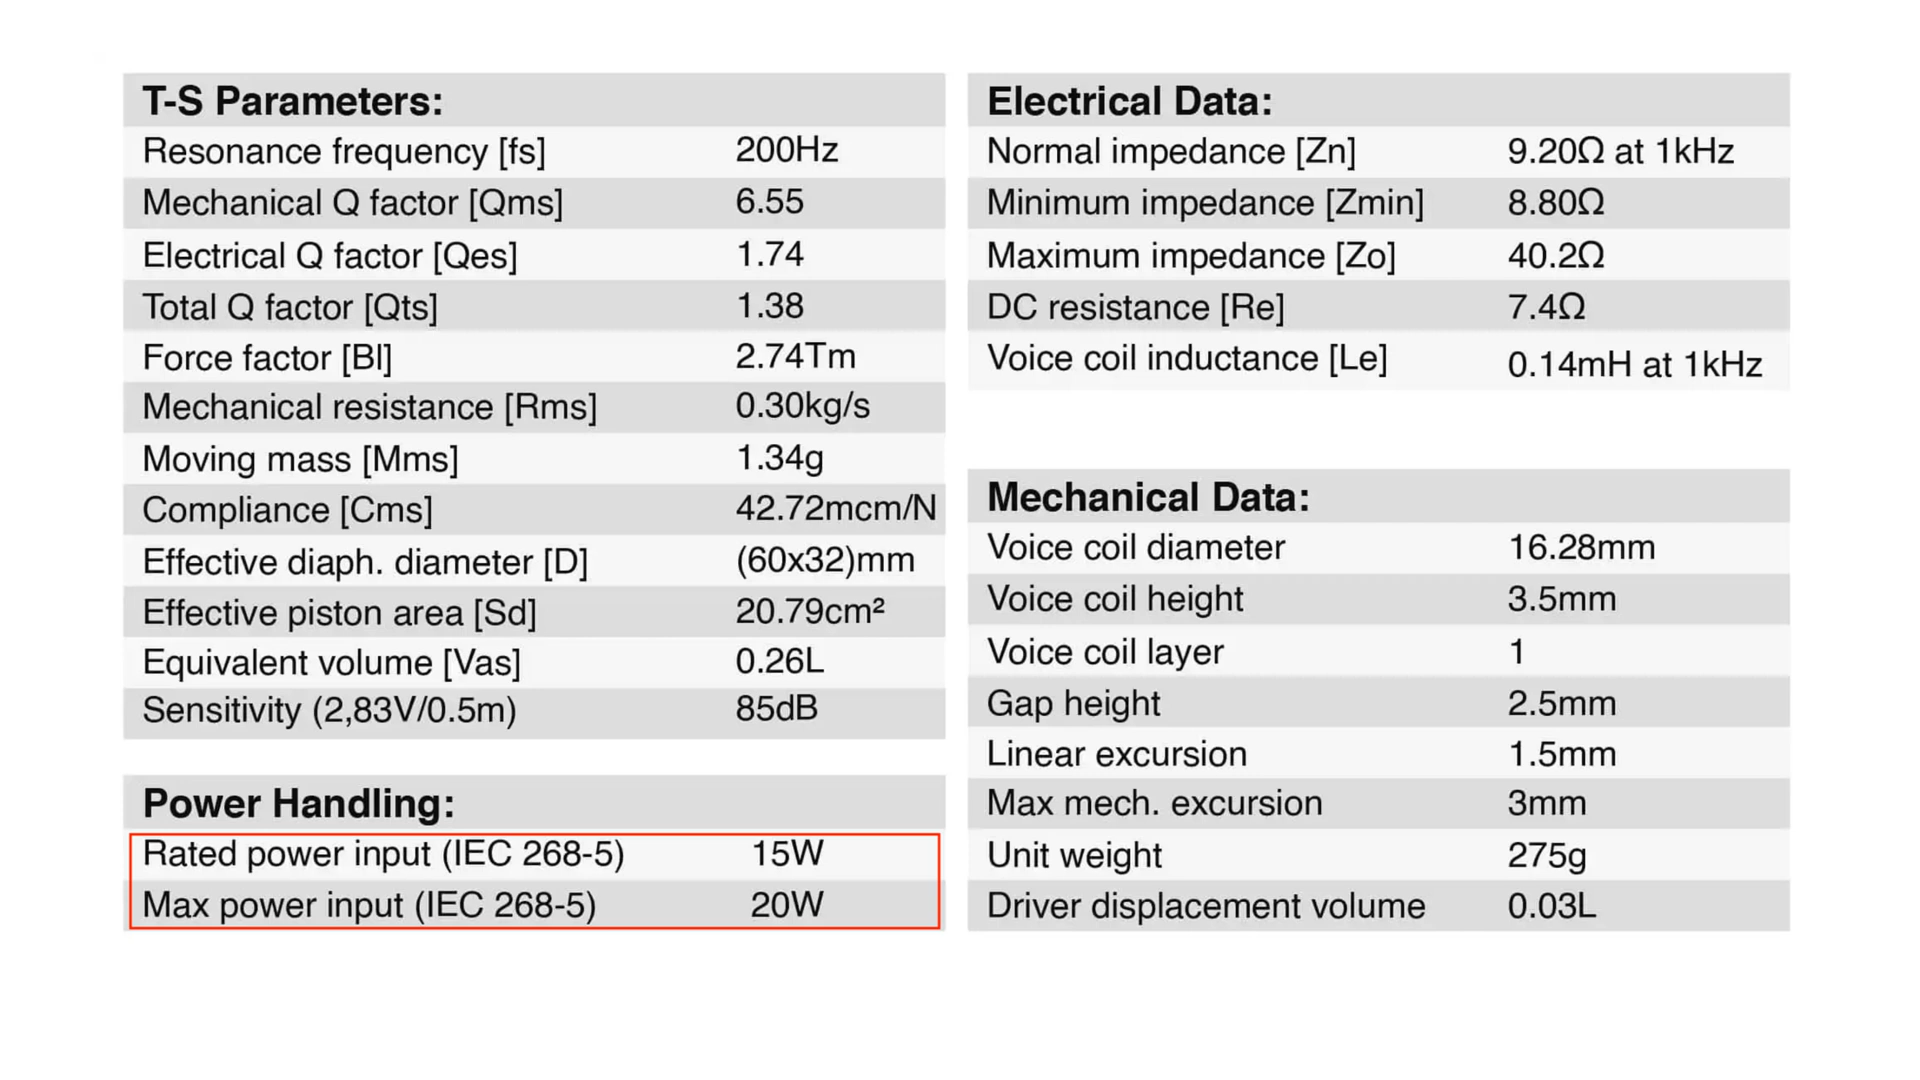 T-S Parameters:
Resonance frequency [fs] 200Hz
Mechanical Q factor [Qms] 6.55
Electrical Q factor [Qes] 1.74
Total Q factor [Qts] 1.38
Force factor [Bl] 2.74Tm
Mechanical resistance [Rms] 0.30kg/s
Moving mass [Mms] 1.34g
Compliance [Cms] 42.72mcm/N
Effective diaph. diameter [D] (60x32)mm
Effective piston area [Sd] 20.79cm²
Equivalent volume [Vas] 0.26L
Sensitivity (2,83V/0.5m) 85dB
Power Handling:
Rated power input (IEC 268-5) 15W
Max power input (IEC 268-5) 20W
Electrical Data:
Normal impedance [Zn] 9.20Ω at 1kHz
Minimum impedance [Zmin] 8.80Ω
Maximum impedance [Zo] 40.2Ω
DC resistance [Re] 7.4Ω
Voice coil inductance [Le] 0.14mH at 1kHz
Mechanical Data:
Voice coil diameter 16.28mm
Voice coil height 3.5mm
Voice coil layer 1
Gap height 2.5mm
Linear excursion 1.5mm
Max mech. excursion 3mm
Unit weight 275g
Driver displacement volume 0.03L